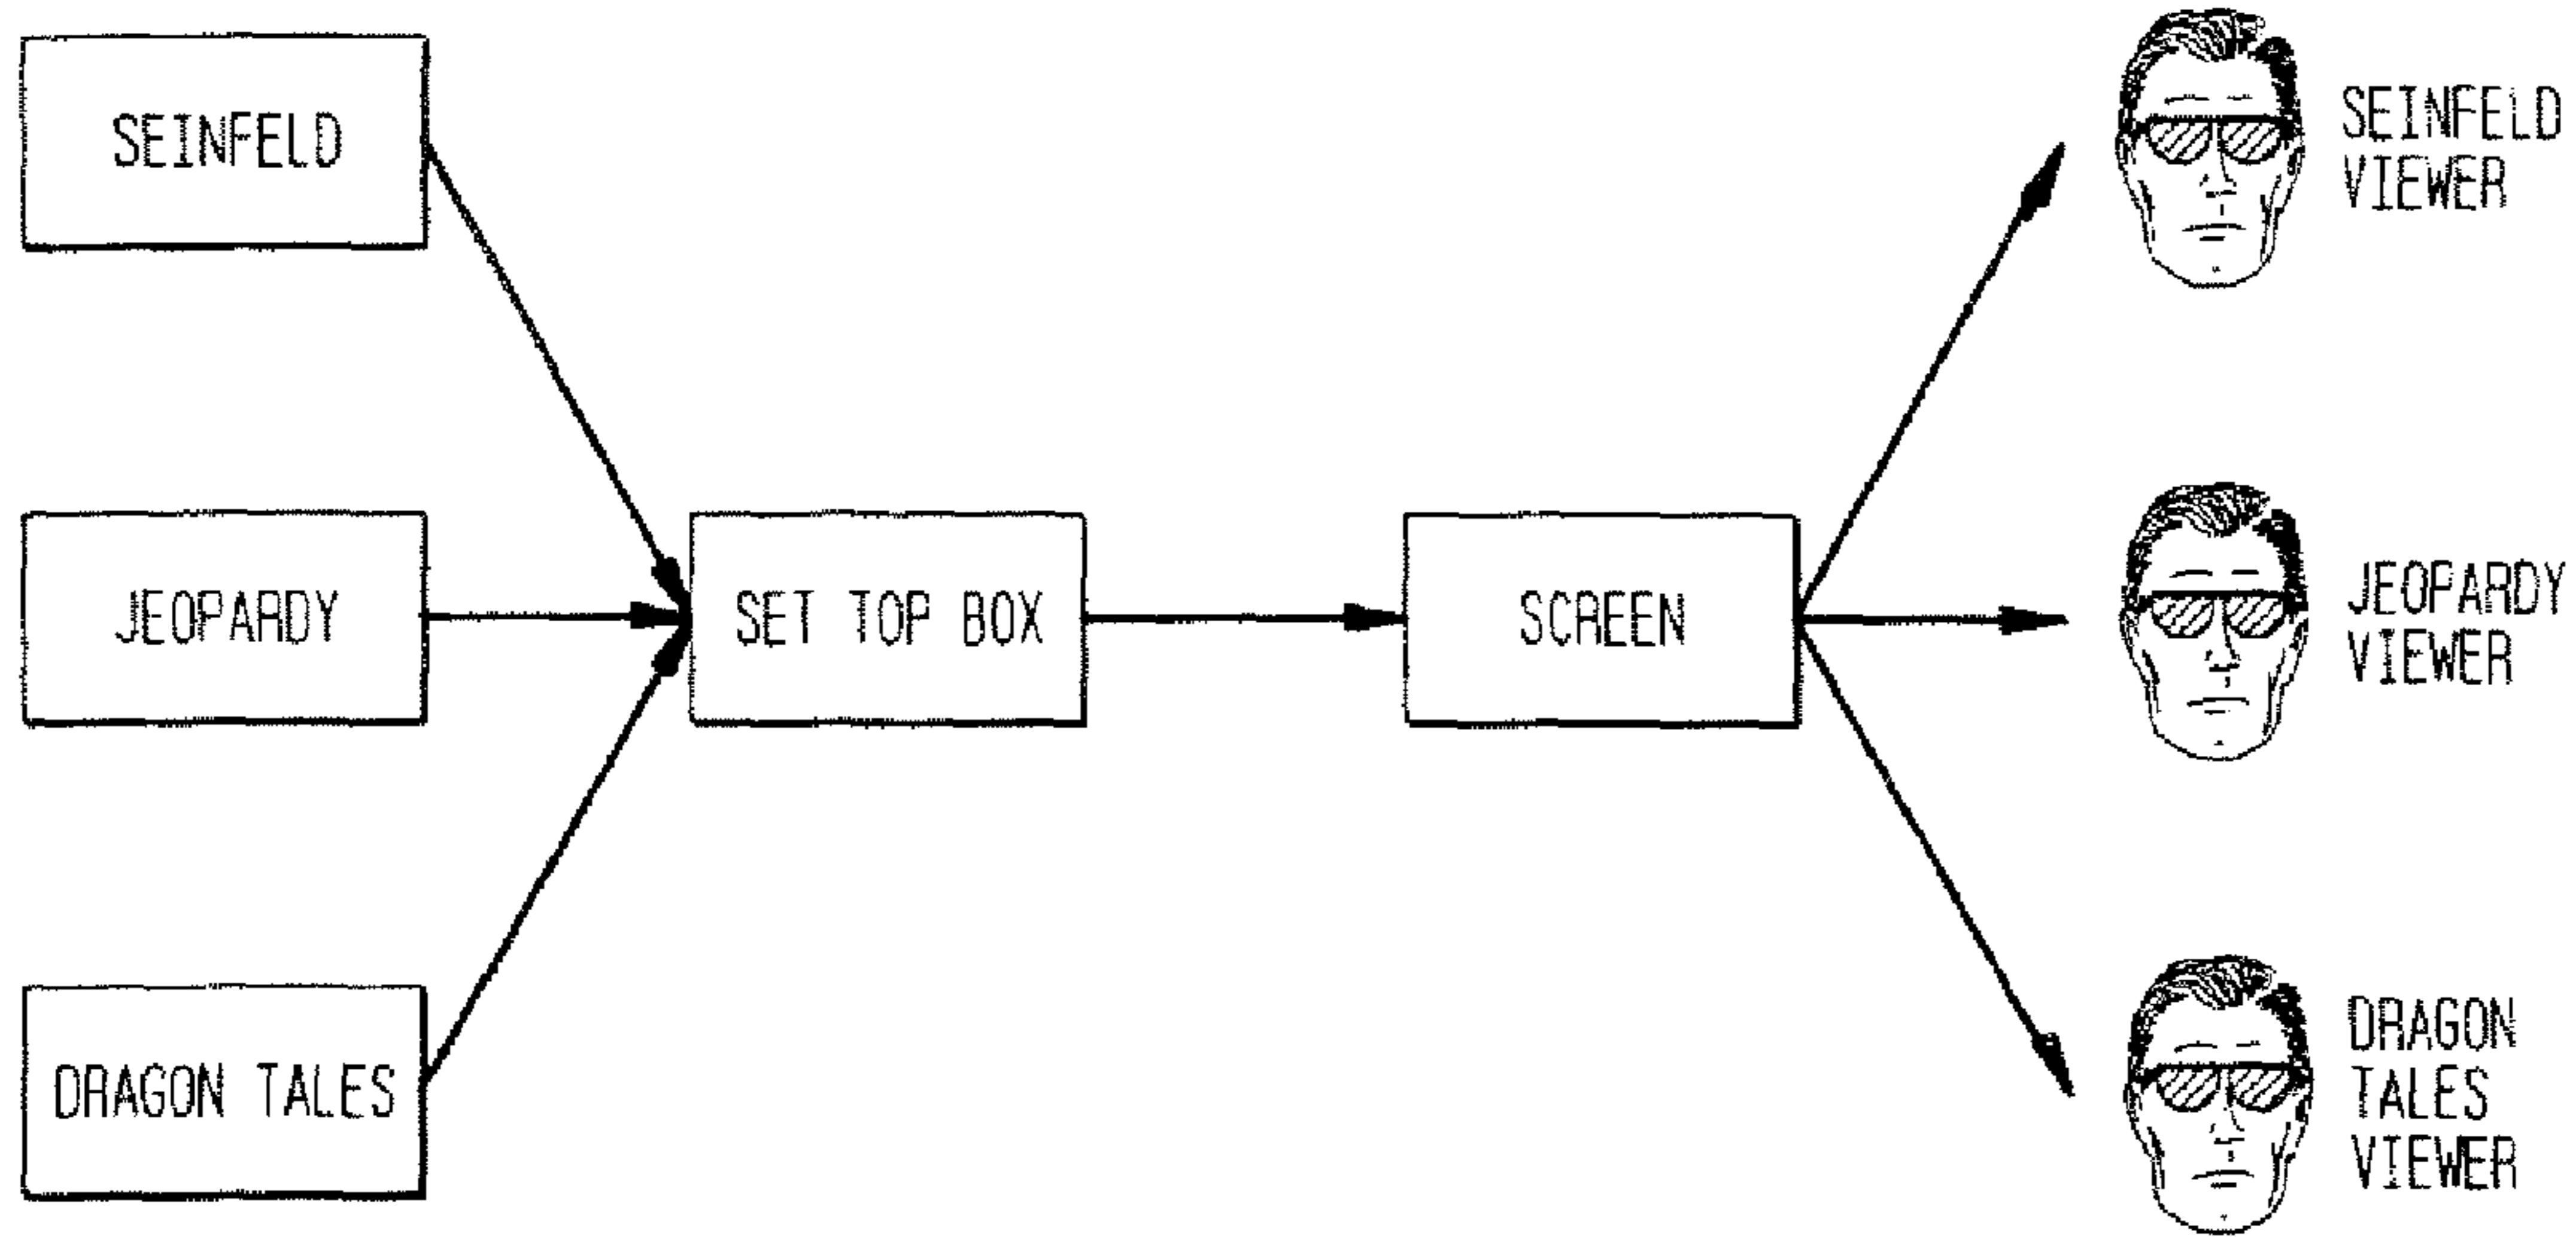 SEINFELD
SEINFELD
VIEWER
JEOPARDY
SET TOP BOX
SCREEN
JEOPARDY
VIEWER
DRAGON TALES
DRAGON
TALES
VIEWER